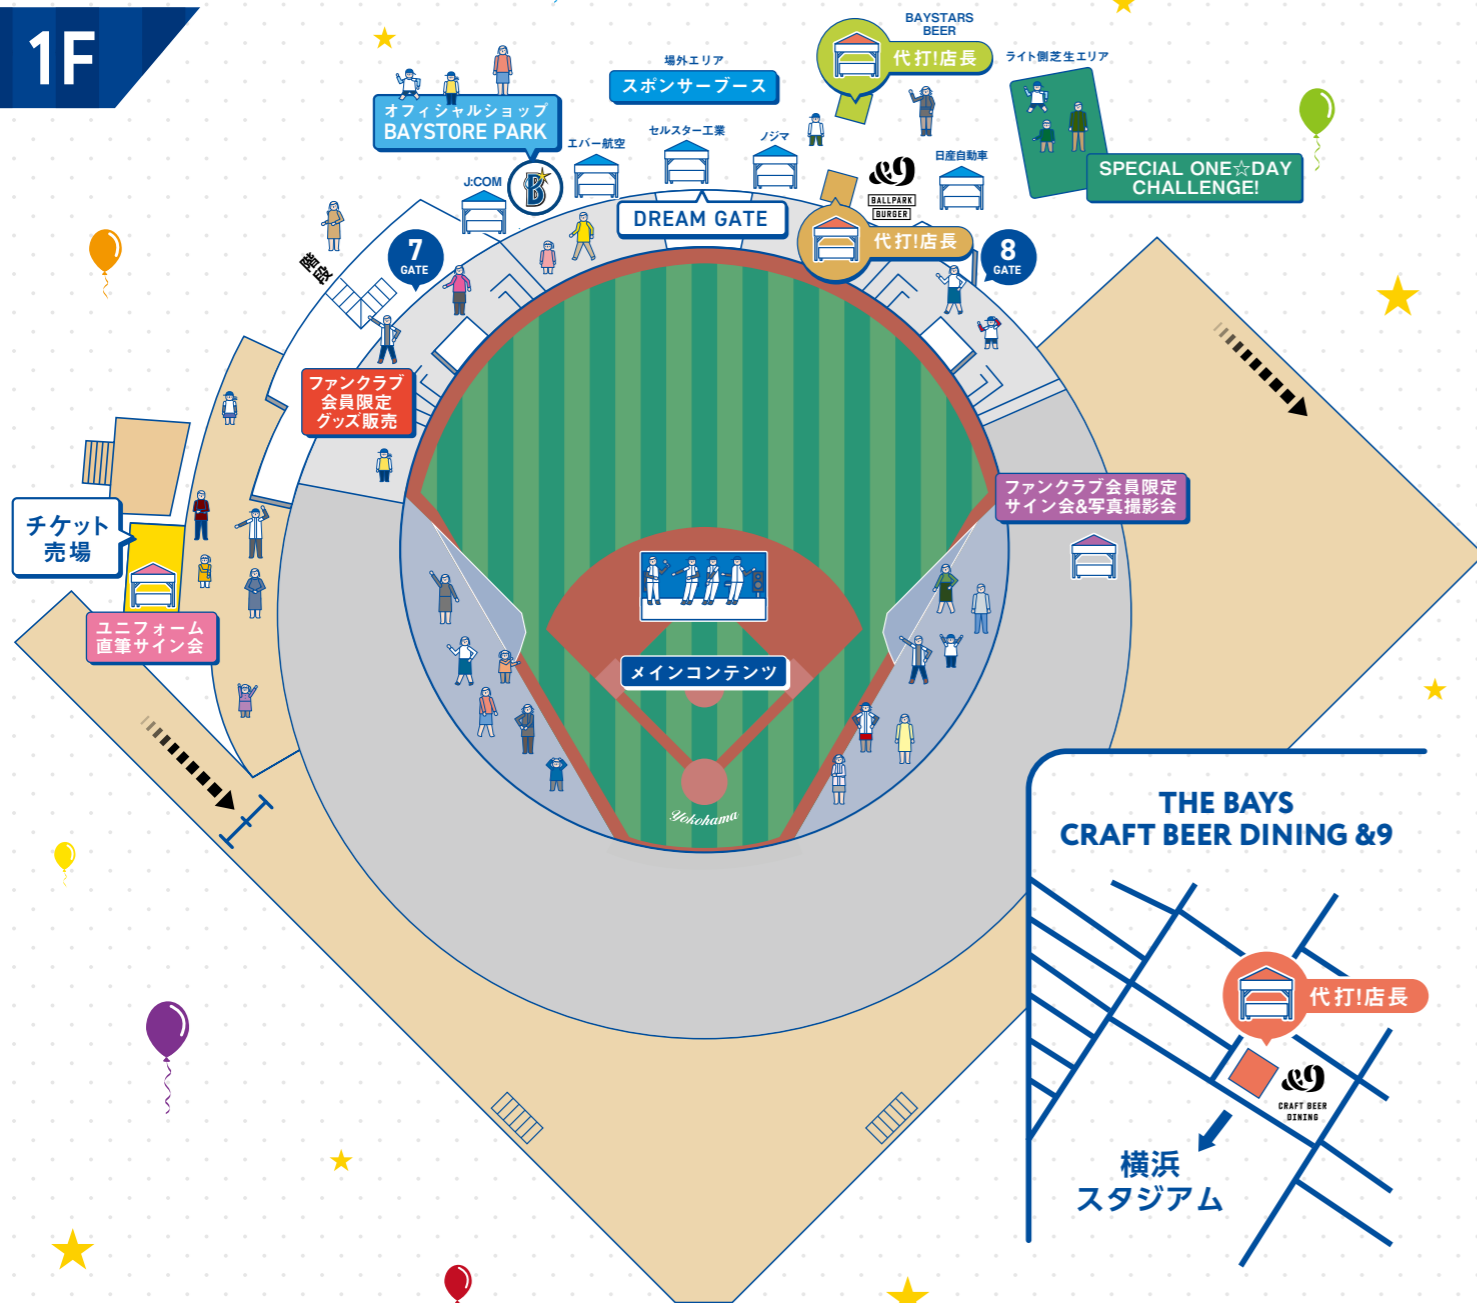 1F
BAYSTARS
BEER
代打!店長
場外エリア
スポンサーブース
ライト側芝生エリア
オフィシャルショップ
BAYSTORE PARK
エバー航空
セルスター工業
ノジマ
日産自動車
SPECIAL ONE☆DAY
CHALLENGE!
J:COM
B
&9
BALLPARK
BURGER
DREAM GATE
代打!店長
7
GATE
8
GATE
階段
ファンクラブ
会員限定
グッズ販売
ファンクラブ会員限定
サイン会&写真撮影会
チケット
売場
ユニフォーム
直筆サイン会
メインコンテンツ
Yokohama
THE BAYS
CRAFT BEER DINING &9
代打!店長
&9
CRAFT BEER
DINING
横浜
スタジアム